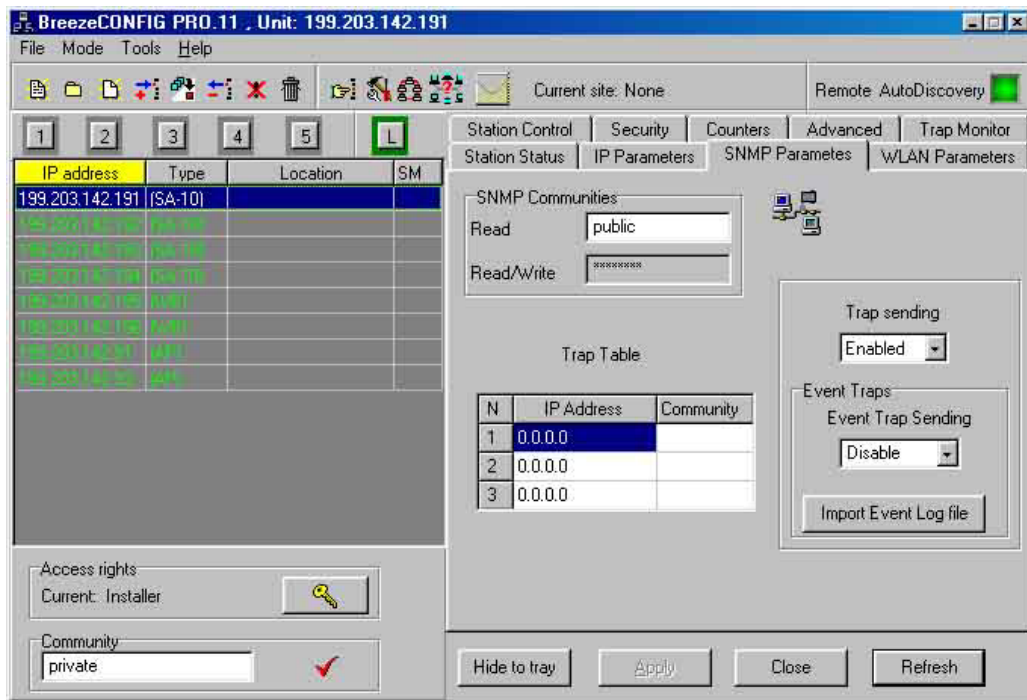 BreezeCONFIG PRO.11 , Unit: 199.203.142.191
File Mode Tools Help
Current site: None
Remote AutoDiscovery
1 2 3 4 5 L
Station Control Security Counters Advanced Trap Monitor
Station Status IP Parameters SNMP Parametes WLAN Parameters
IP address Type Location SM
199.203.142.191 (SA-10)
SNMP Communities
Read public
Read/Write ********
Trap sending
Enabled
Trap Table
Event Traps
Event Trap Sending
Disable
N IP Address Community
1 0.0.0.0
2 0.0.0.0
3 0.0.0.0
Import Event Log file
Access rights
Current: Installer
Community
private
Hide to tray Apply Close Refresh